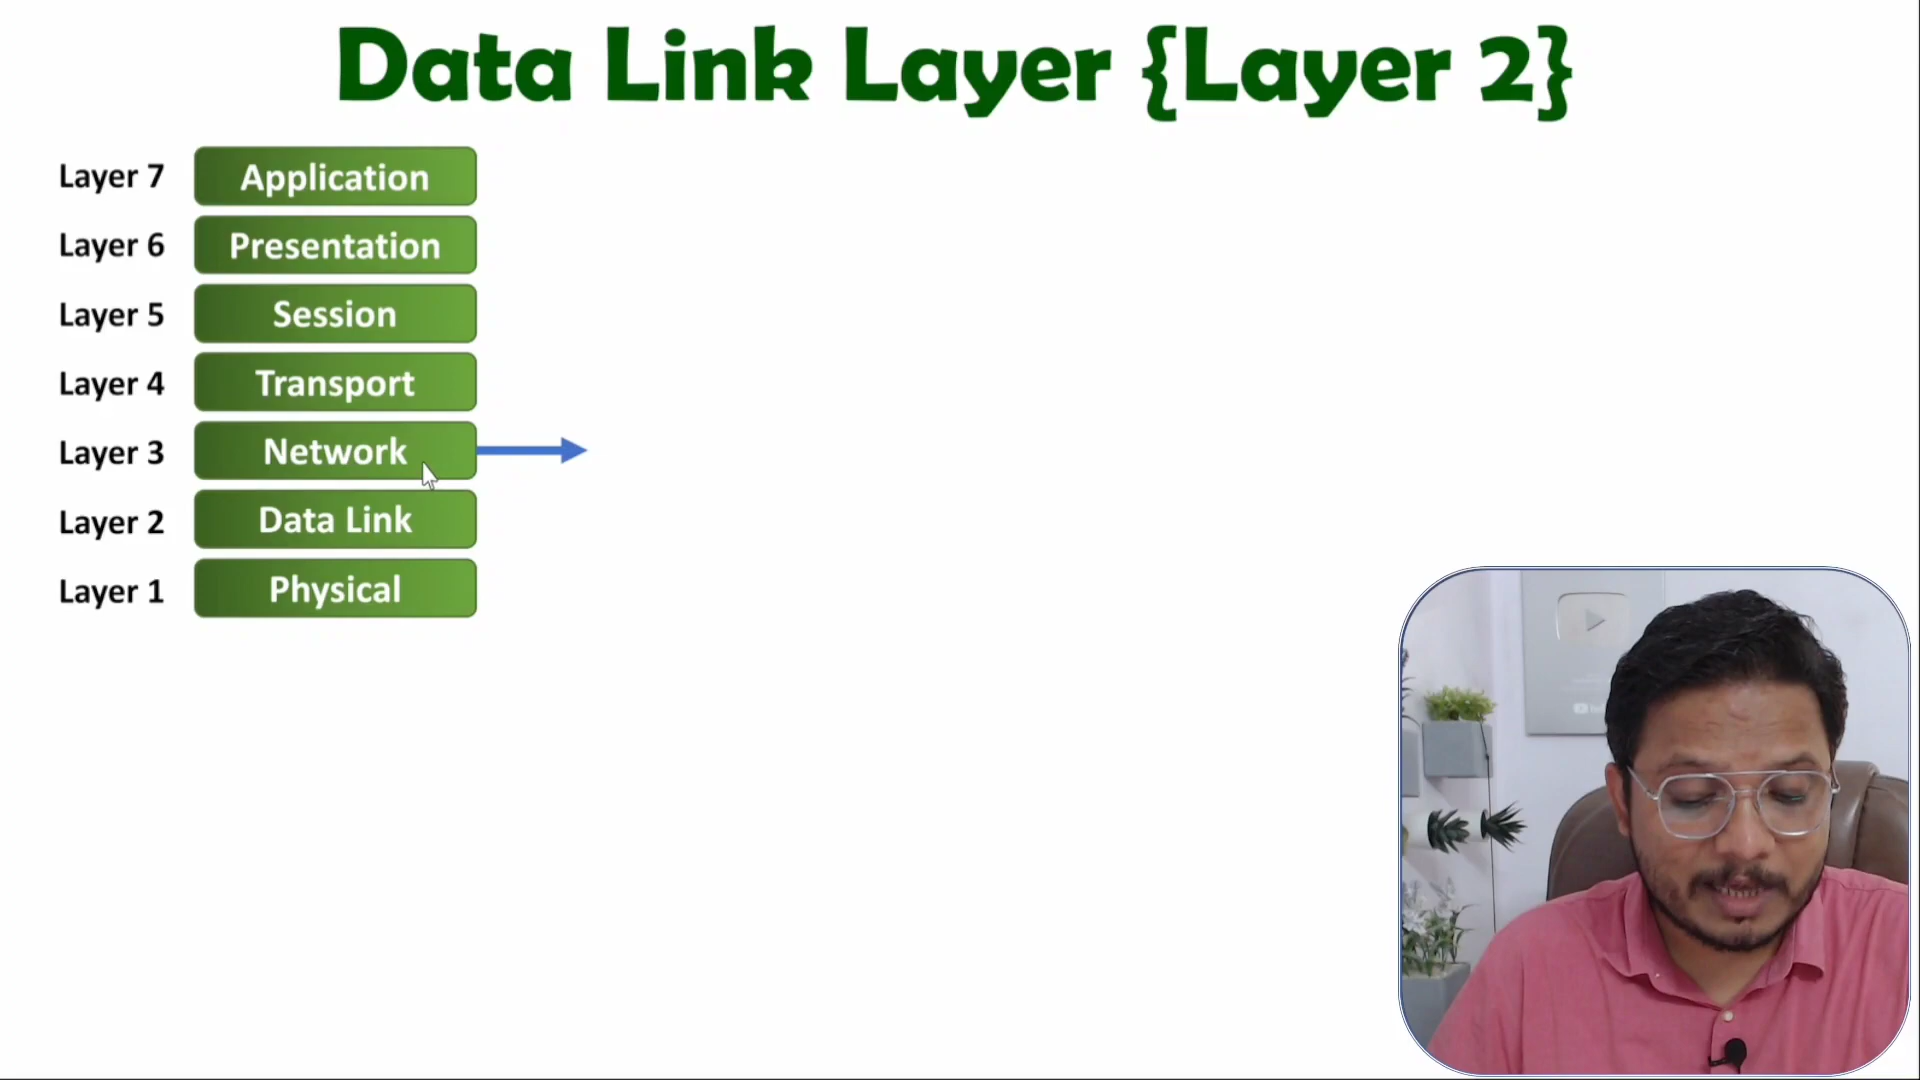 Data Link Layer {Layer 2}
Layer 7 Application
Layer 6 Presentation
Layer 5 Session
Layer 4 Transport
Layer 3 Network
Layer 2 Data Link
Layer 1 Physical